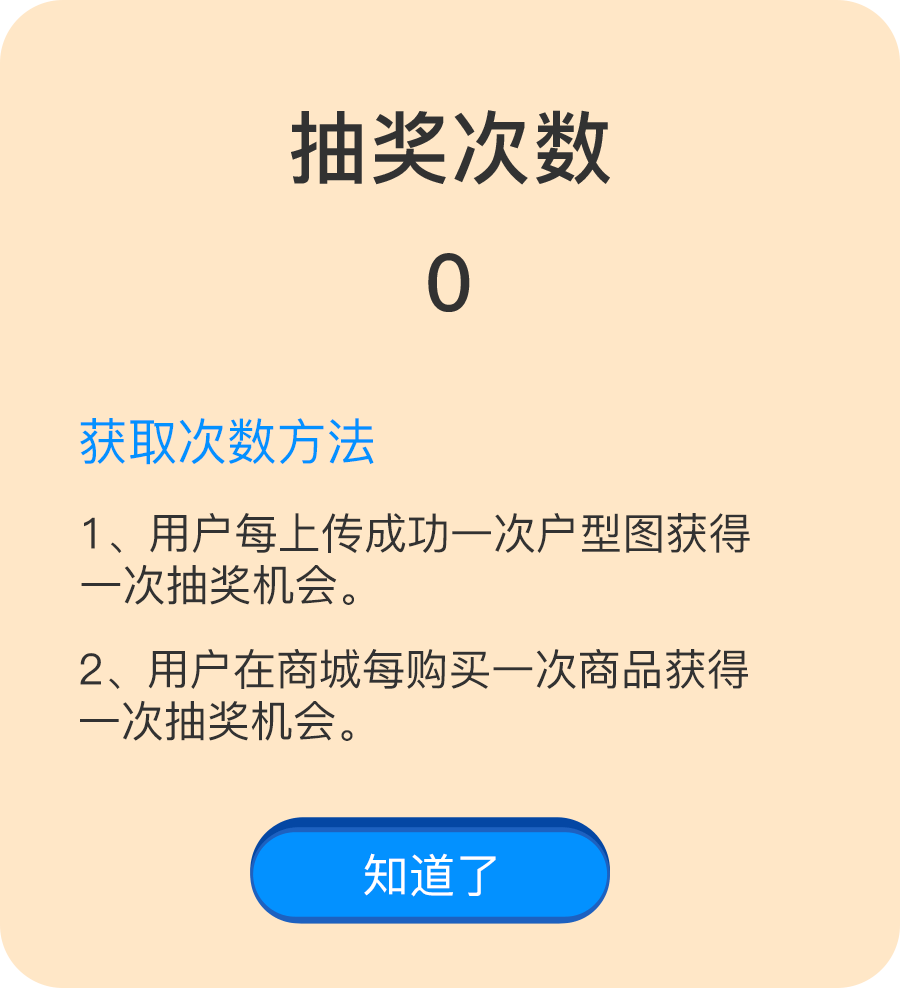 抽奖次数
0
获取次数方法
1、用户每上传成功一次户型图获得
一次抽奖机会。
2、用户在商城每购买一次商品获得
一次抽奖机会。
知道了